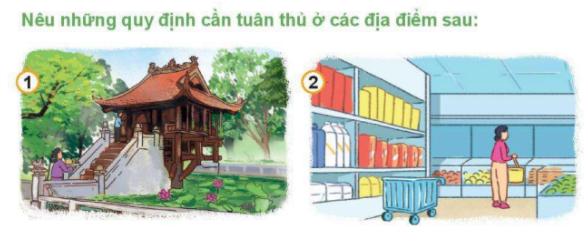 Nêu những quy định cần tuân thủ ở các địa điểm sau:
1
2